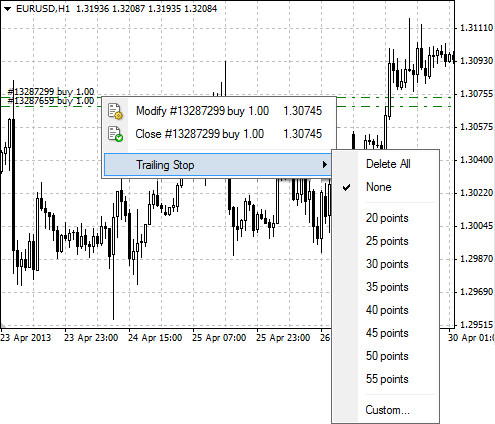 EURUSD,H1 1.31936 1.32087 1.31935 1.32084
1.31110
#13287299 buy 1.00
#13287659 buy 1.00
Modify #13287299 buy 1.00 1.30745
1.30755
1.30575
Close #13287299 buy 1.00 1.30745
1.30400
Trailing Stop
Delete All
None
1.30220
20 points
1.30045
25 points
1.29870
30 points
35 points
1.29690
40 points
1.29515
45 points
23 Apr 2013 23 Apr 23:00 24 Apr 15:00 25 Apr 07:00 25 Apr 23:00 26 30 Apr 01:0
50 points
55 points
Custom...